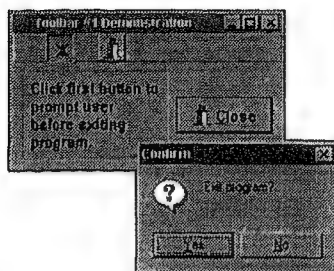 Toolbar #1 Demonstration
Click first button to
prompt user
before exiting
program.
Close
Confirm
Exit program?
Yes
No